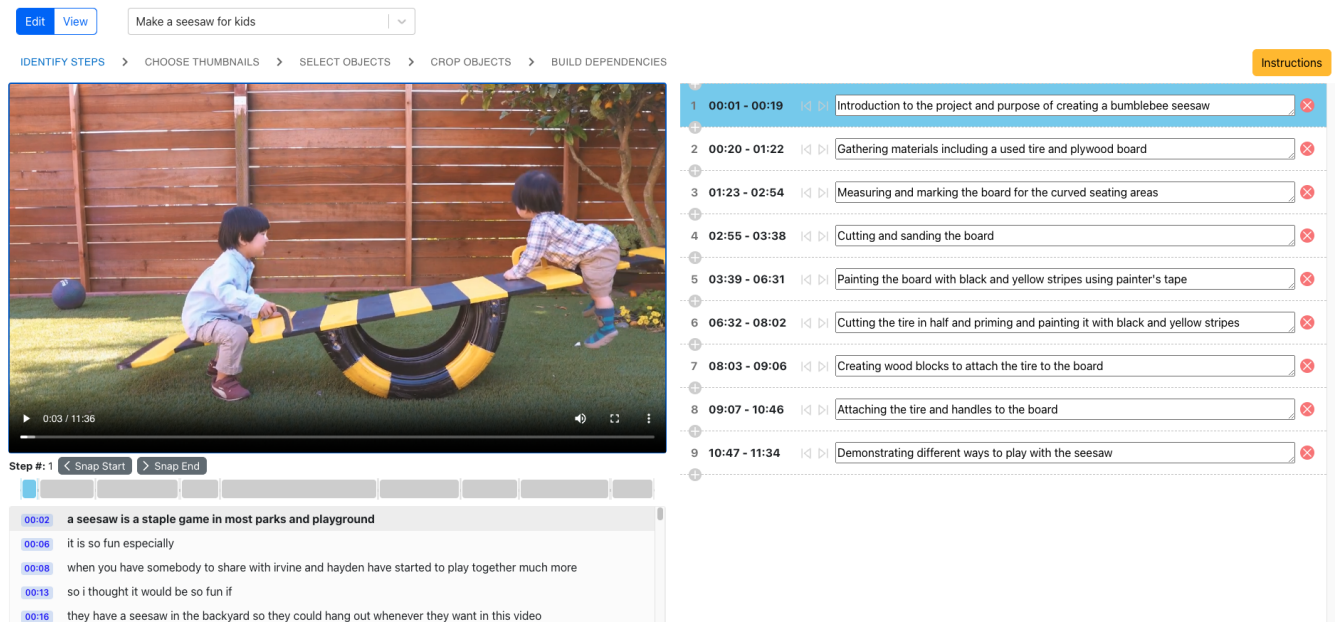 Edit View Make a seesaw for kids
IDENTIFY STEPS > CHOOSE THUMBNAILS > SELECT OBJECTS > CROP OBJECTS > BUILD DEPENDENCIES
Instructions
0:03 / 11:36
Step #: 1 < Snap Start > Snap End
00:02 a seesaw is a staple game in most parks and playground
00:06 it is so fun especially
00:08 when you have somebody to share with irvine and hayden have started to play together much more
00:13 so i thought it would be so fun if
00:16 they have a seesaw in the backyard so they could hang out whenever they want in this video
1 00:01 - 00:19 Introduction to the project and purpose of creating a bumblebee seesaw
2 00:20 - 01:22 Gathering materials including a used tire and plywood board
3 01:23 - 02:54 Measuring and marking the board for the curved seating areas
4 02:55 - 03:38 Cutting and sanding the board
5 03:39 - 06:31 Painting the board with black and yellow stripes using painter's tape
6 06:32 - 08:02 Cutting the tire in half and priming and painting it with black and yellow stripes
7 08:03 - 09:06 Creating wood blocks to attach the tire to the board
8 09:07 - 10:46 Attaching the tire and handles to the board
9 10:47 - 11:34 Demonstrating different ways to play with the seesaw